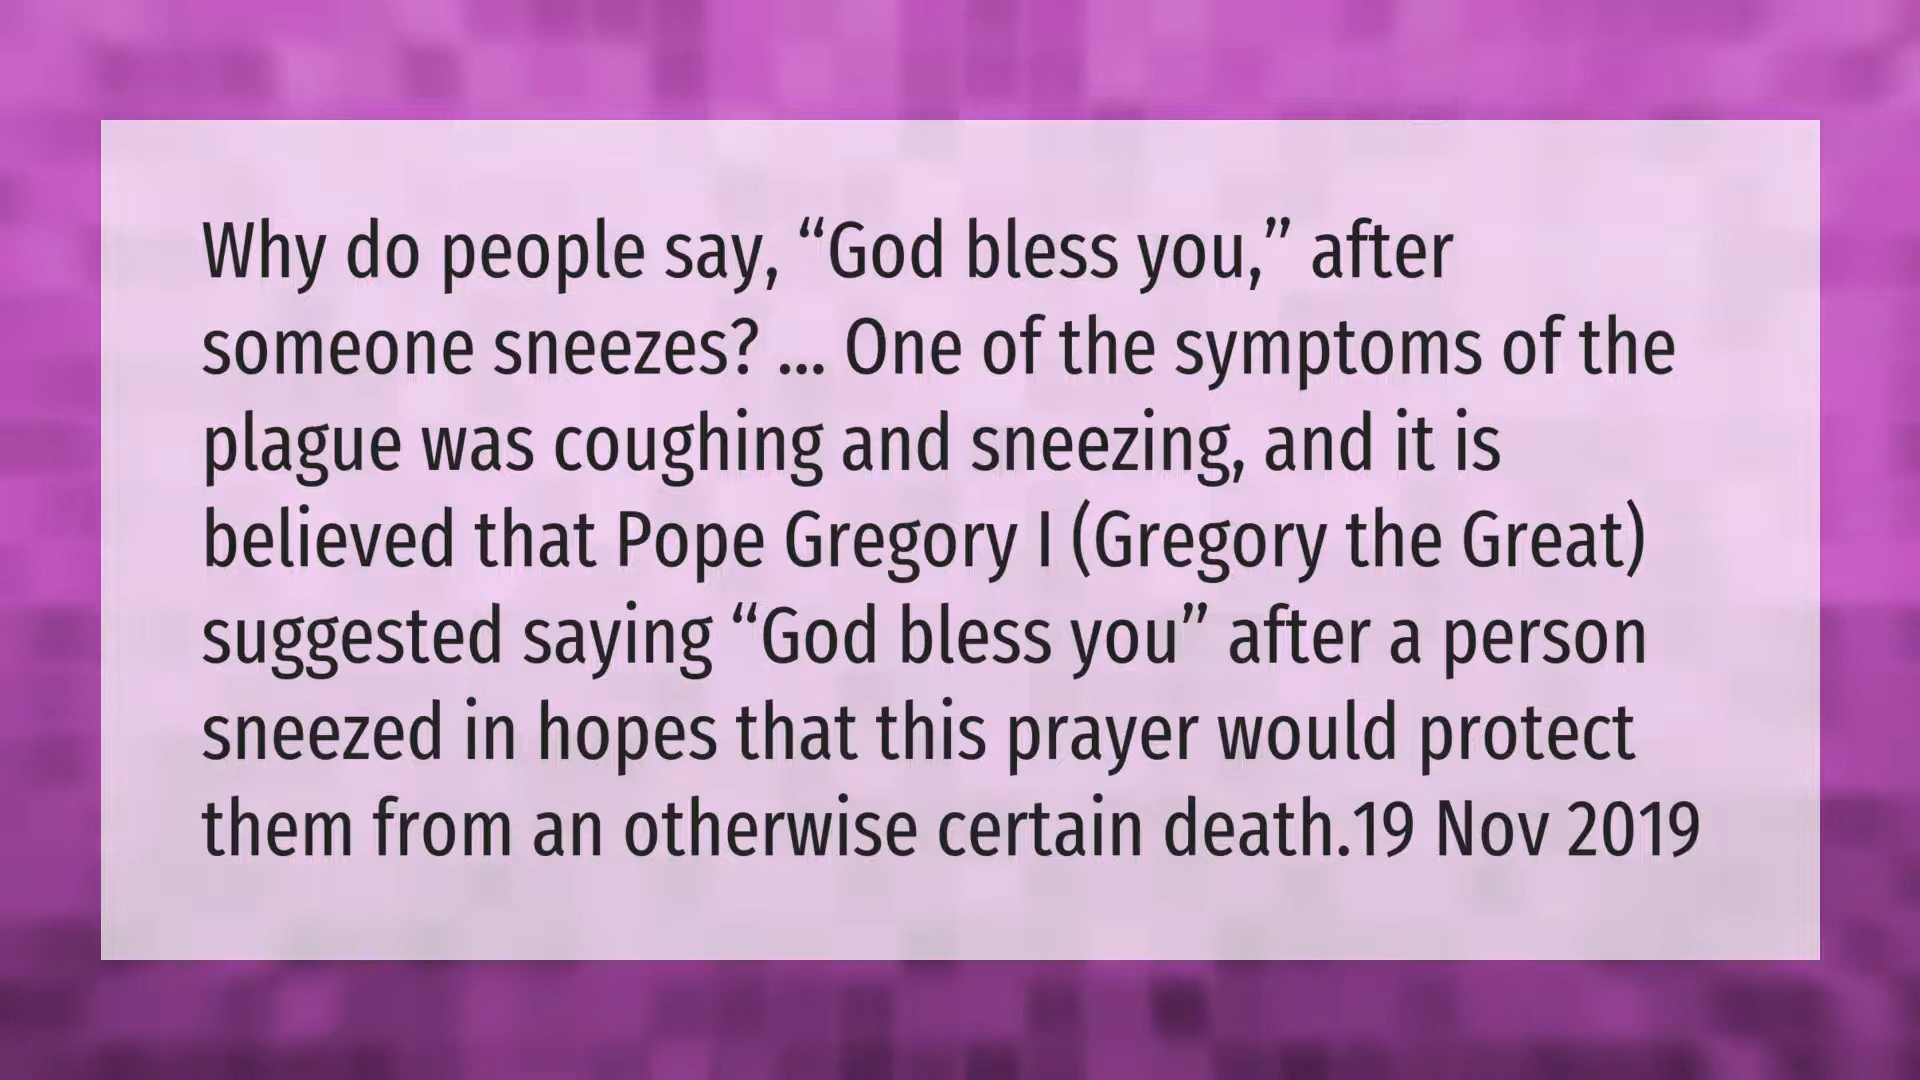 Why do people say, “God bless you,” after
someone sneezes? ... One of the symptoms of the
plague was coughing and sneezing, and it is
believed that Pope Gregory I (Gregory the Great)
suggested saying “God bless you” after a person
sneezed in hopes that this prayer would protect
them from an otherwise certain death.19 Nov 2019